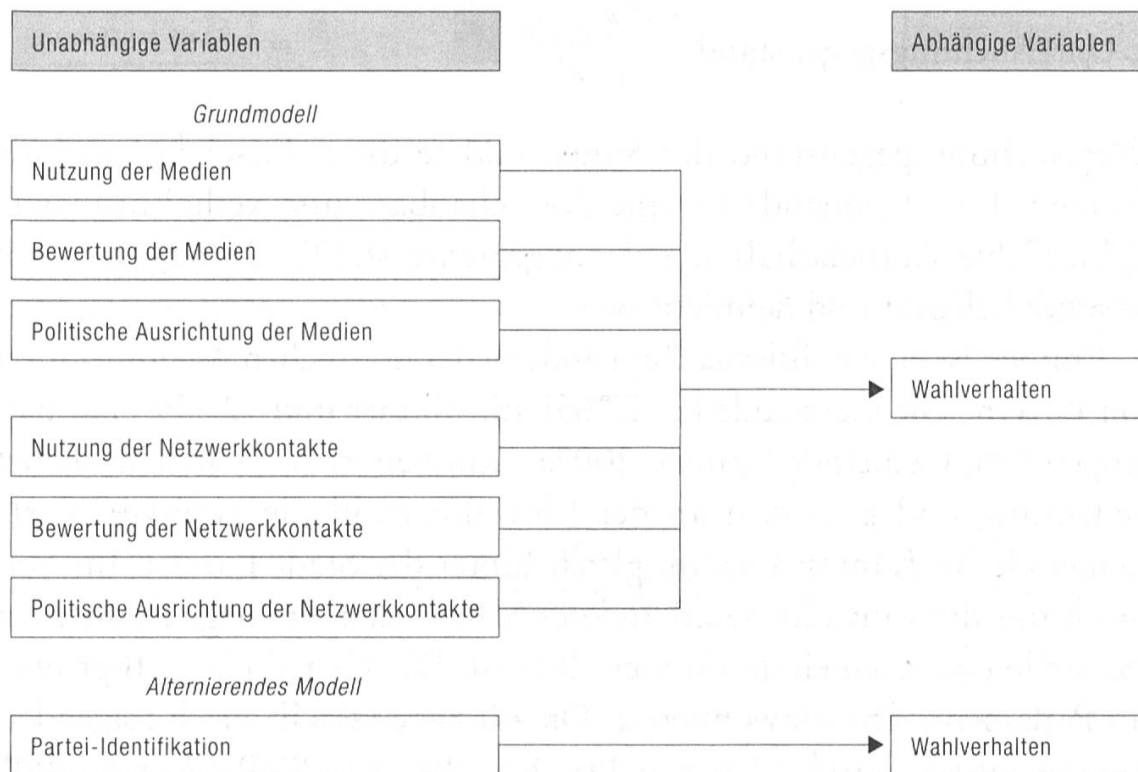 Unabhängige Variablen
Abhängige Variablen
Grundmodell
Nutzung der Medien
Bewertung der Medien
Politische Ausrichtung der Medien
Nutzung der Netzwerkkontakte
Bewertung der Netzwerkkontakte
Politische Ausrichtung der Netzwerkkontakte
Wahlverhalten
Alternierendes Modell
Partei-Identifikation
Wahlverhalten